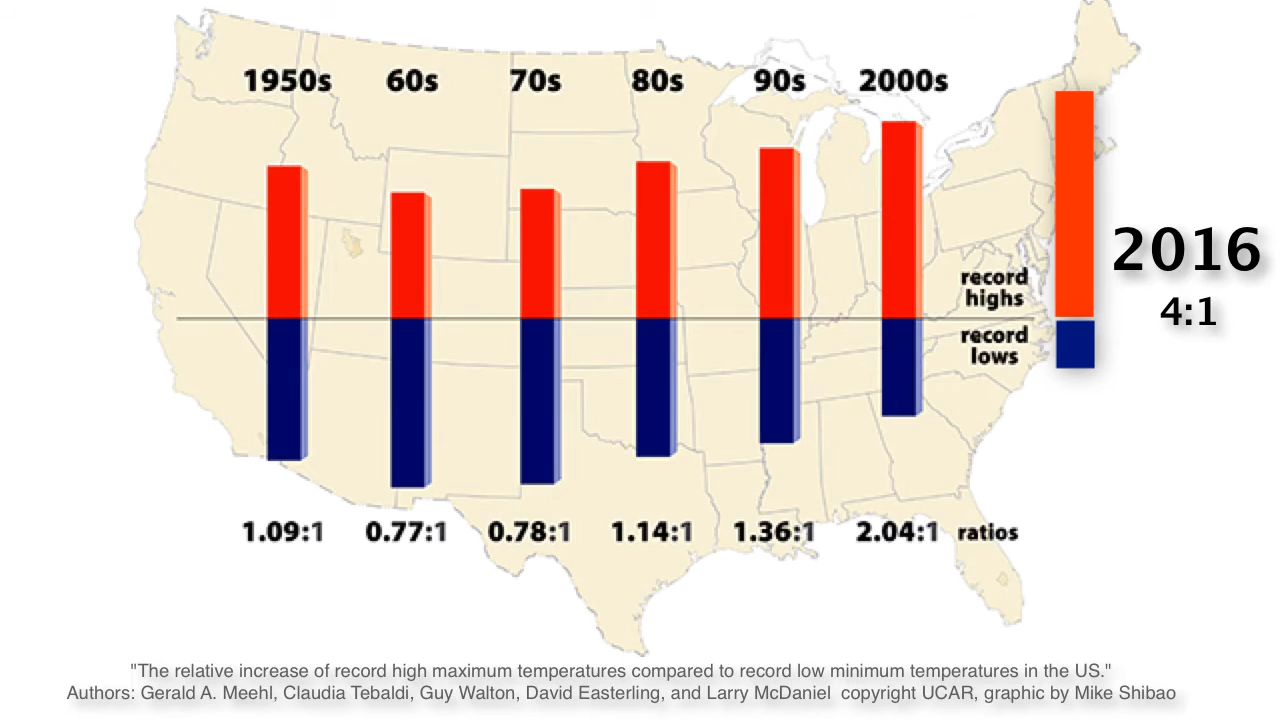 1950s 60s 70s 80s 90s 2000s
2016
record
highs
4:1
record
lows
1.09:1 0.77:1 0.78:1 1.14:1 1.36:1 2.04:1 ratios
"The relative increase of record high maximum temperatures compared to record low minimum temperatures in the US."
Authors: Gerald A. Meehl, Claudia Tebaldi, Guy Walton, David Easterling, and Larry McDaniel copyright UCAR, graphic by Mike Shibao